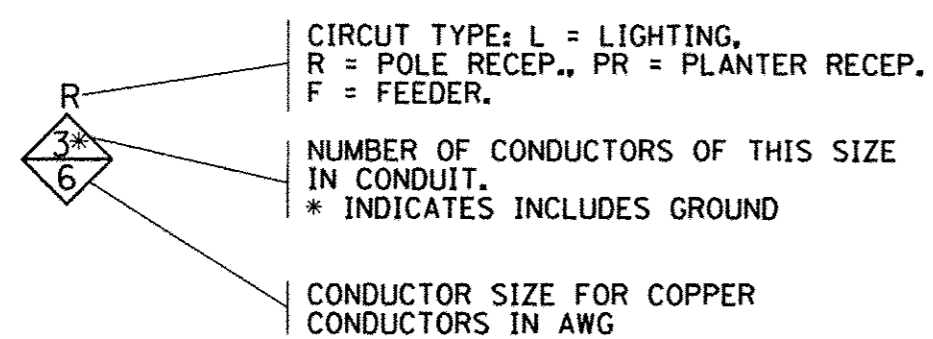 CIRCUT TYPE: L = LIGHTING,
R = POLE RECEP., PR = PLANTER RECEP.
F = FEEDER.
R
3*
6
NUMBER OF CONDUCTORS OF THIS SIZE
IN CONDUIT.
* INDICATES INCLUDES GROUND
CONDUCTOR SIZE FOR COPPER
CONDUCTORS IN AWG